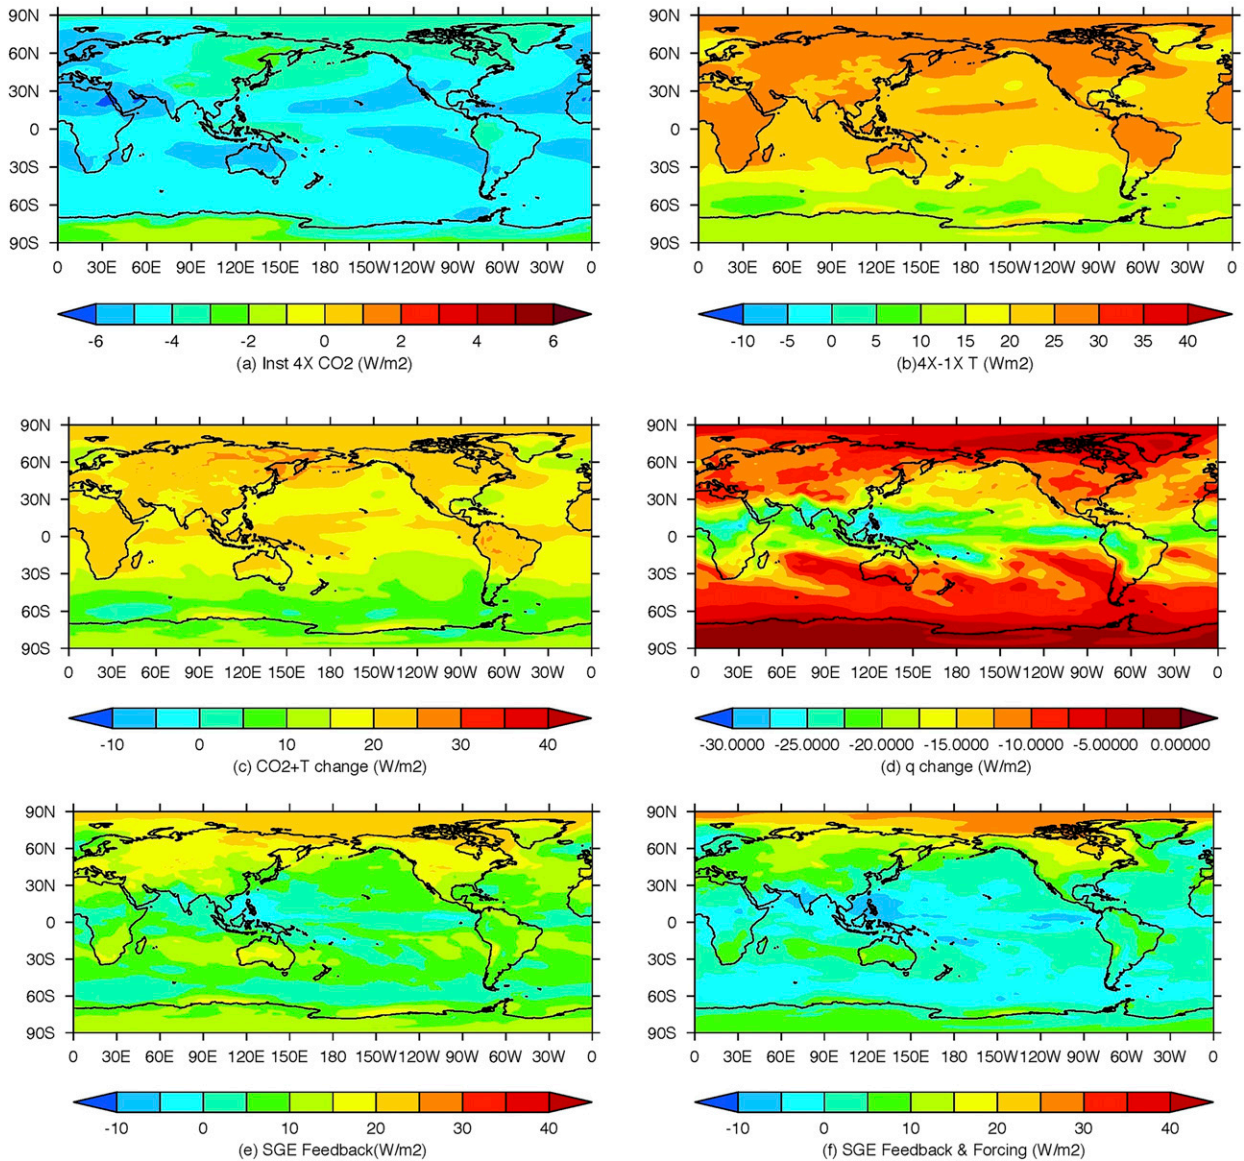 90N 90N
60N 60N
30N 30N
0 0
30S 30S
60S 60S
90S 90S
0 30E 60E 90E 120E 150E 180 150W 120W 90W 60W 30W 0 0 30E 60E 90E 120E 150E 180 150W 120W 90W 60W 30W 0
-6 -4 -2 0 2 4 6 -10 -5 0 5 10 15 20 25 30 35 40
(a) Inst 4X CO2 (W/m2) (b)4X-1X T (Wm2)
90N 90N
60N 60N
30N 30N
0 0
30S 30S
60S 60S
90S 90S
0 30E 60E 90E 120E 150E 180 150W 120W 90W 60W 30W 0 0 30E 60E 90E 120E 150E 180 150W 120W 90W 60W 30W 0
-10 0 10 20 30 40 -30.0000 -25.0000 -20.0000 -15.0000 -10.0000 -5.00000 0.00000
(c) CO2+T change (W/m2) (d) q change (W/m2)
90N 90N
60N 60N
30N 30N
0 0
30S 30S
60S 60S
90S 90S
0 30E 60E 90E 120E 150E 180 150W 120W 90W 60W 30W 0 0 30E 60E 90E 120E 150E 180 150W 120W 90W 60W 30W 0
-10 0 10 20 30 40 -10 0 10 20 30 40
(e) SGE Feedback(W/m2) (f) SGE Feedback & Forcing (W/m2)